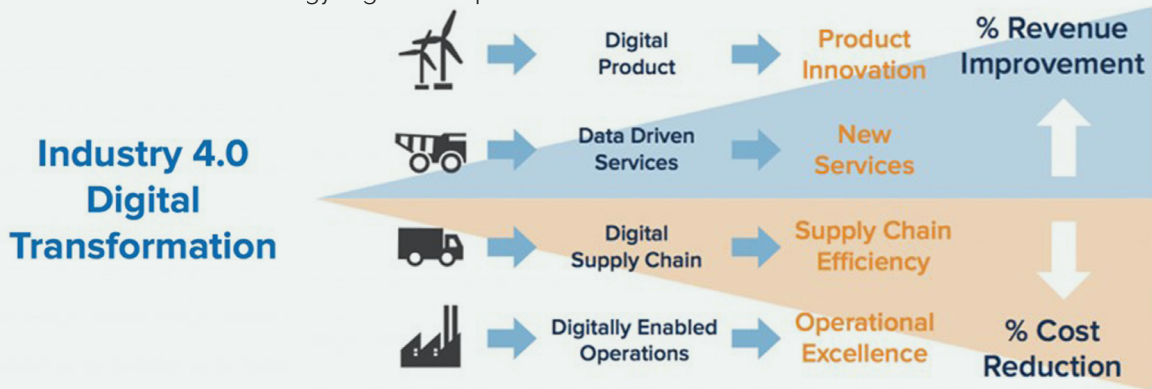 Digital
Product
Product
Innovation
% Revenue
Improvement
Industry 4.0
Digital
Transformation
Data Driven
Services
New
Services
Digital
Supply Chain
Supply Chain
Efficiency
Digitally Enabled
Operations
Operational
Excellence
% Cost
Reduction